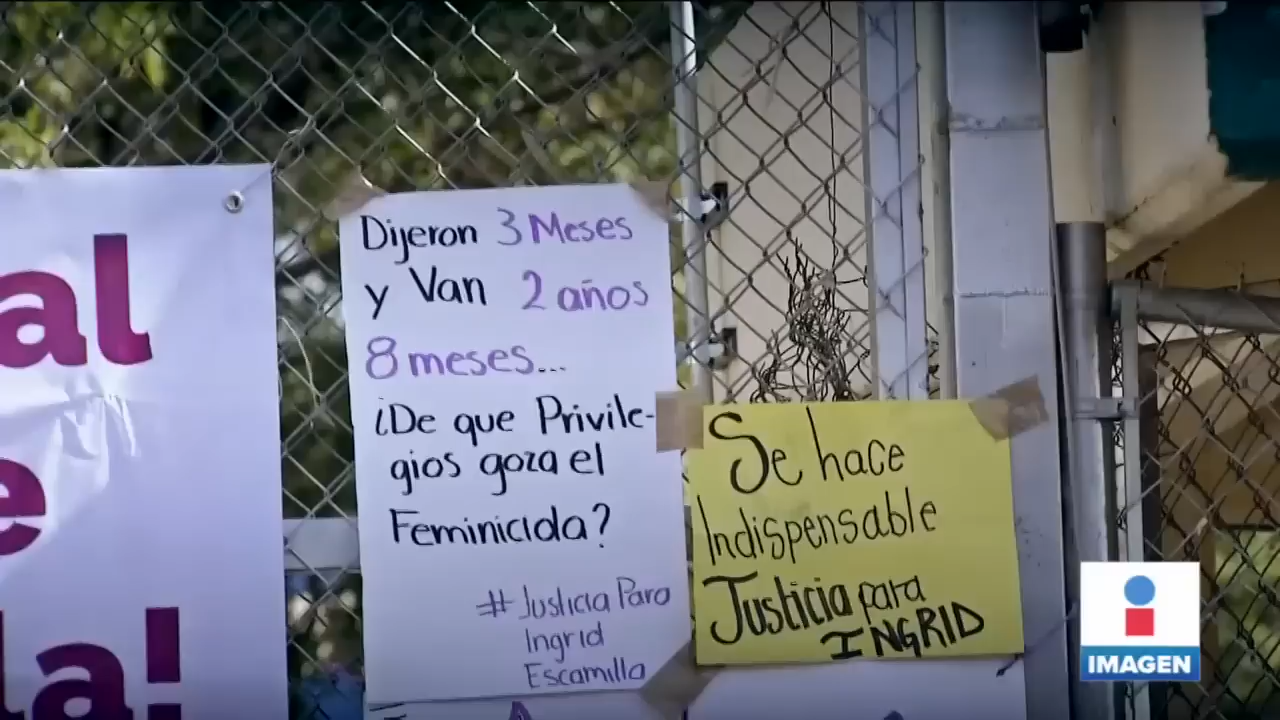 al
e
la!
Dijeron 3 Meses
y Van 2 años
8 meses...
¿De que Privile-
gios goza el
Feminicida?
#Justicia Para
Ingrid
Escamilla
Se hace
Indispensable
Justicia para
INGRID
IMAGEN